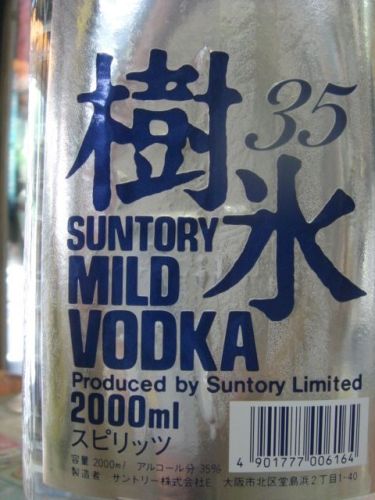 樹氷
35
SUNTORY
MILD
VODKA
Produced by Suntory Limited
2000ml
スピリッツ
容量 2000ml アルコール分 35%
製造者 サントリー株式会社E 大阪市北区堂島浜2丁目1-40
4 901777 006164